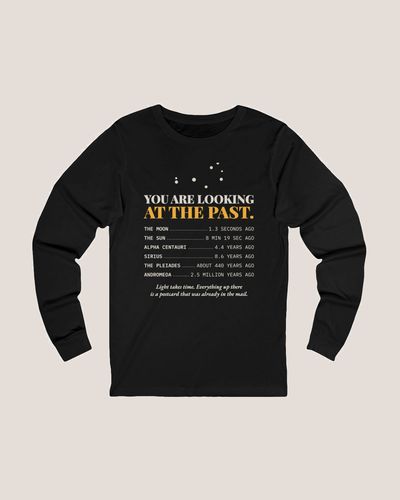 YOU ARE LOOKING
AT THE PAST.
THE MOON 1.3 SECONDS AGO
THE SUN 8 MIN 19 SEC AGO
ALPHA CENTAURI 4.4 YEARS AGO
SIRIUS 8.6 YEARS AGO
THE PLEIADES ABOUT 440 YEARS AGO
ANDROMEDA 2.5 MILLION YEARS AGO
Light takes time. Everything up there
is a postcard that was already in the mail.